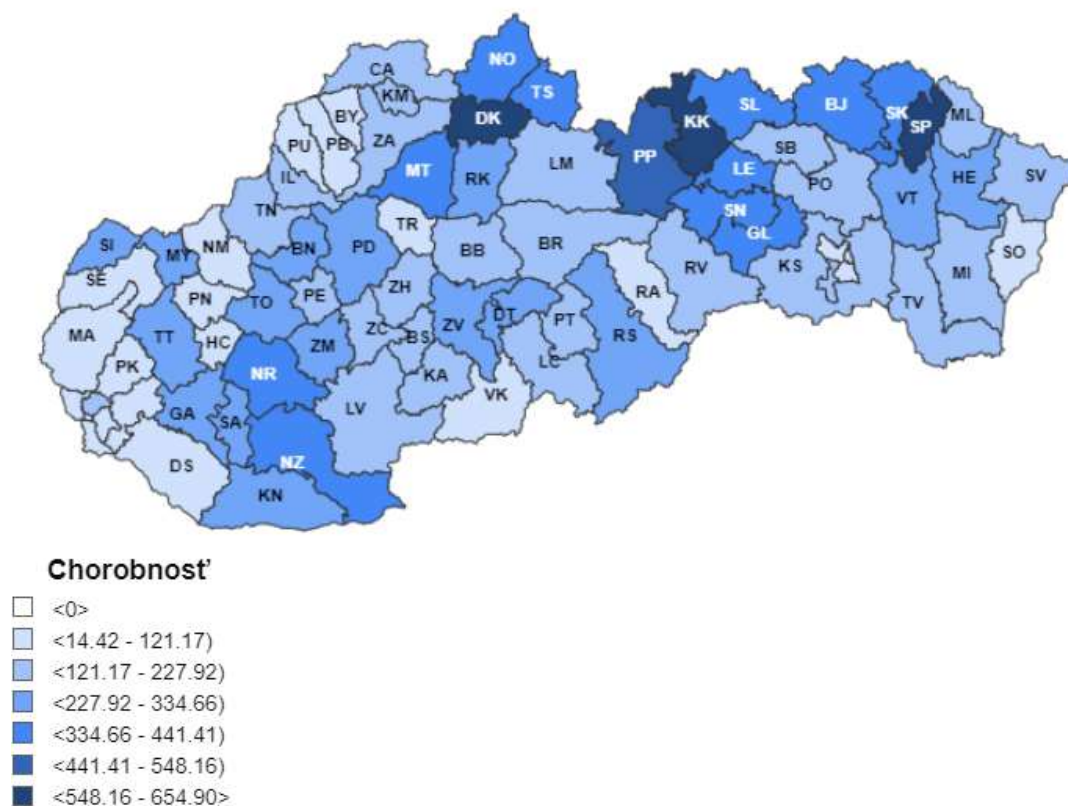 NO
CA
TS
KM
BY
DK
PU
PB
ZA
KK
SL
BJ
SK
SP
ML
SB
PP
MT
RK
LM
LE
PO
IL
HE
SV
VT
TN
SN
TR
GL
SI
MY
NM
BN
PD
BB
BR
SO
SE
RV
KS
MI
PN
TO
PE
ZH
RA
TV
MA
TT
HC
ZM
ZC
BS
ZV
DT
PT
RS
PK
NR
KA
LC
VK
LV
GA
SA
DS
NZ
KN
Chorobnosť
<0>
<14.42 - 121.17)
<121.17 - 227.92)
<227.92 - 334.66)
<334.66 - 441.41)
<441.41 - 548.16)
<548.16 - 654.90>